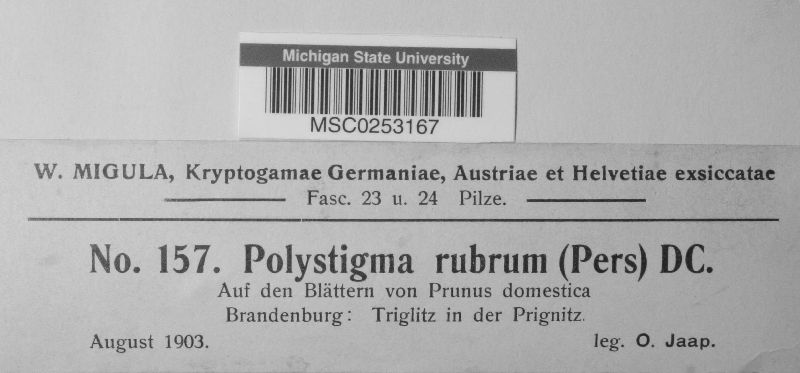 Michigan State University
MSC0253167
W. MIGULA, Kryptogamae Germaniae, Austriae et Helvetiae exsiccatae
Fasc. 23 u. 24 Pilze.
No. 157. Polystigma rubrum (Pers) DC.
Auf den Blättern von Prunus domestica
Brandenburg: Triglitz in der Prignitz.
August 1903. leg. O. Jaap.